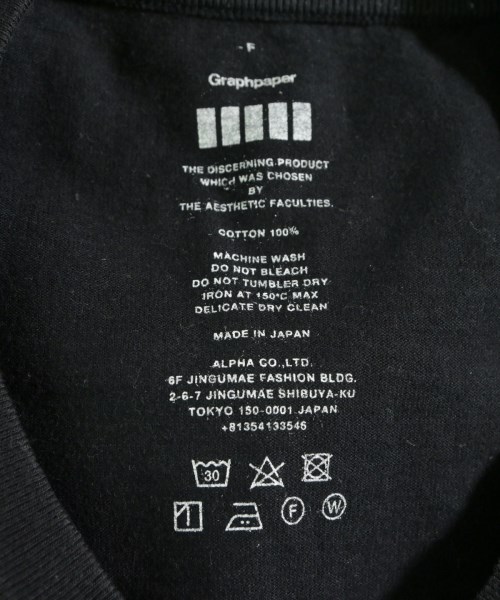 - F
Graphpaper
THE DISCERNING PRODUCT
WHICH WAS CHOSEN
BY
THE AESTHETIC FACULTIES.
COTTON 100%
MACHINE WASH
DO NOT BLEACH
DO NOT TUMBLER DRY
IRON AT 150°C MAX
DELICATE DRY CLEAN
MADE IN JAPAN
ALPHA CO.,LTD.
6F JINGUMAE FASHION BLDG.
2-6-7 JINGUMAE SHIBUYA-KU
TOKYO 150-0001 JAPAN
+81354133546
30
F W